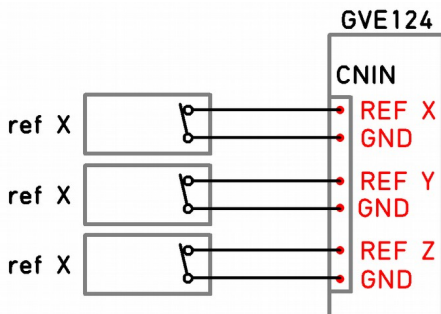 GVE124
CNIN
ref X
REF X
GND
ref X
REF Y
GND
ref X
REF Z
GND